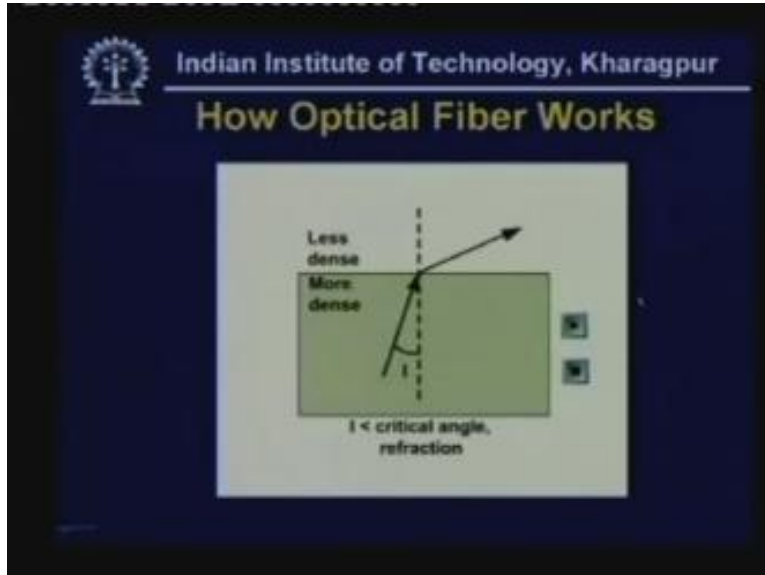 Indian Institute of Technology, Kharagpur
How Optical Fiber Works
Less
dense
More
dense
I
I < critical angle,
refraction